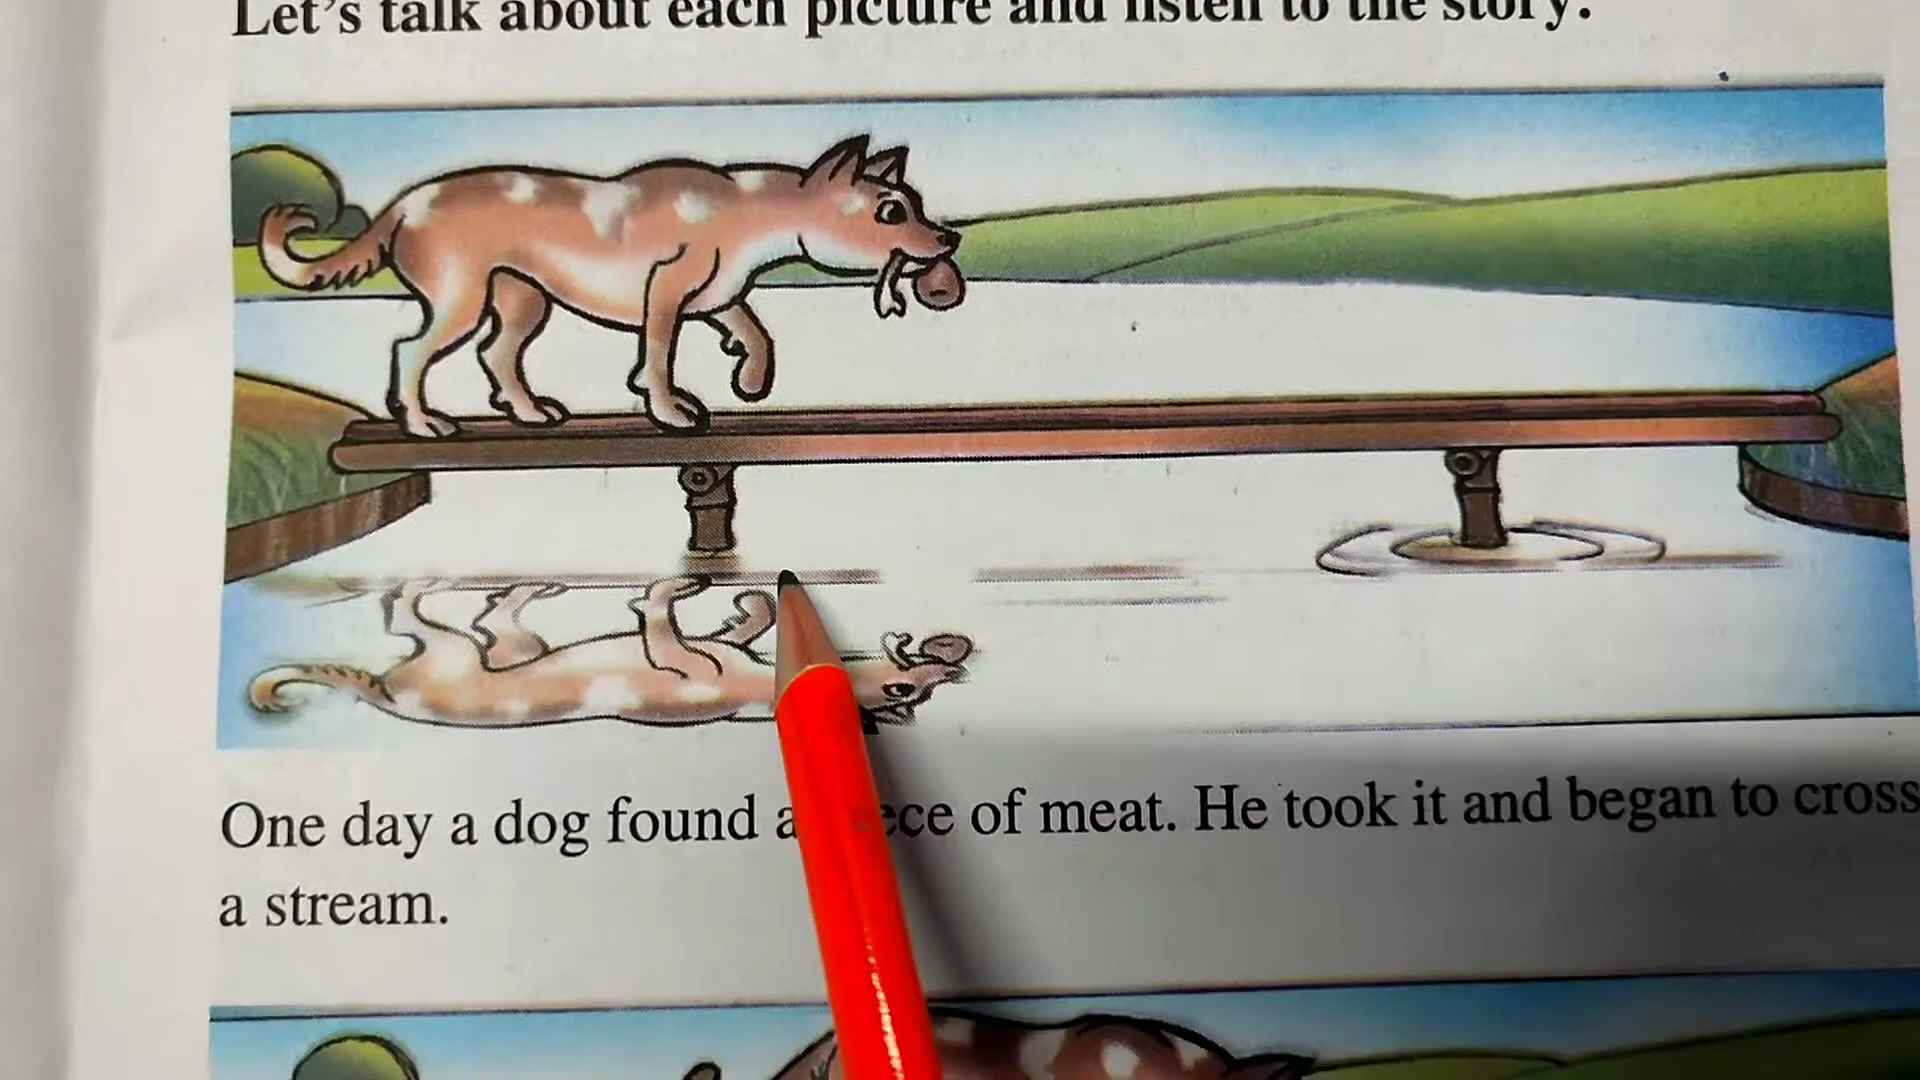 Let's talk about each picture and listen to the story.
One day a dog found a ece of meat. He took it and began to cross
a stream.